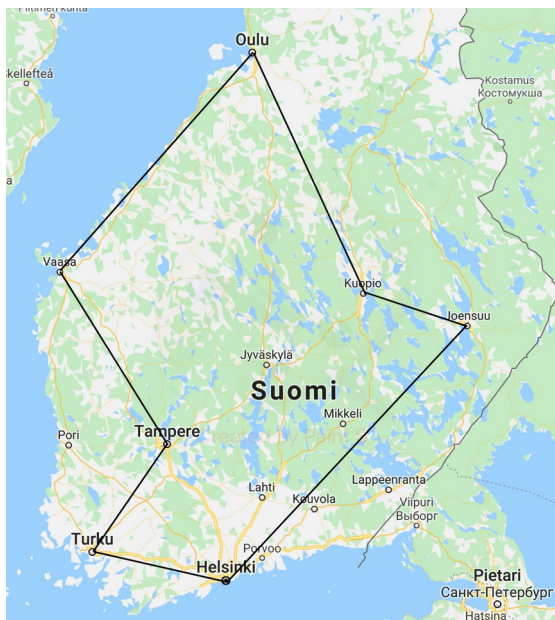 Piitimen kunta
Oulu
Skellefteå
Kostamus
Костомукша
a
Vaasa
Kuopio
Joensuu
Jyväskylä
Suomi
Mikkeli
Tampere
Pori
Lappeenranta
Lahti
Kouvola
Viipuri
Выборг
Turku
Porvoo
Helsinki
Pietari
Санкт-Петербург
Hatsina